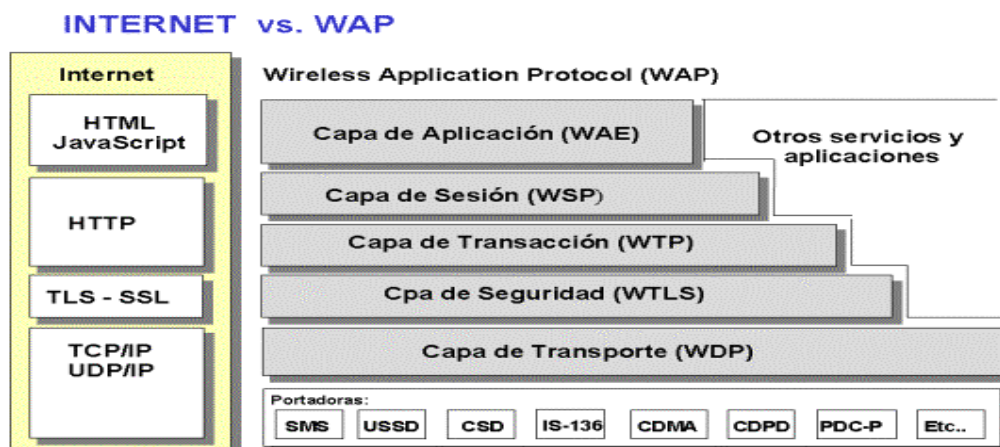 INTERNET vs. WAP
Internet
HTML
JavaScript
HTTP
TLS - SSL
TCP/IP
UDP/IP
Wireless Application Protocol (WAP)
Capa de Aplicación (WAE)
Otros servicios y
aplicaciones
Capa de Sesión (WSP)
Capa de Transacción (WTP)
Cpa de Seguridad (WTLS)
Capa de Transporte (WDP)
Portadoras:
SMS USSD CSD IS-136 CDMA CDPD PDC-P Etc..